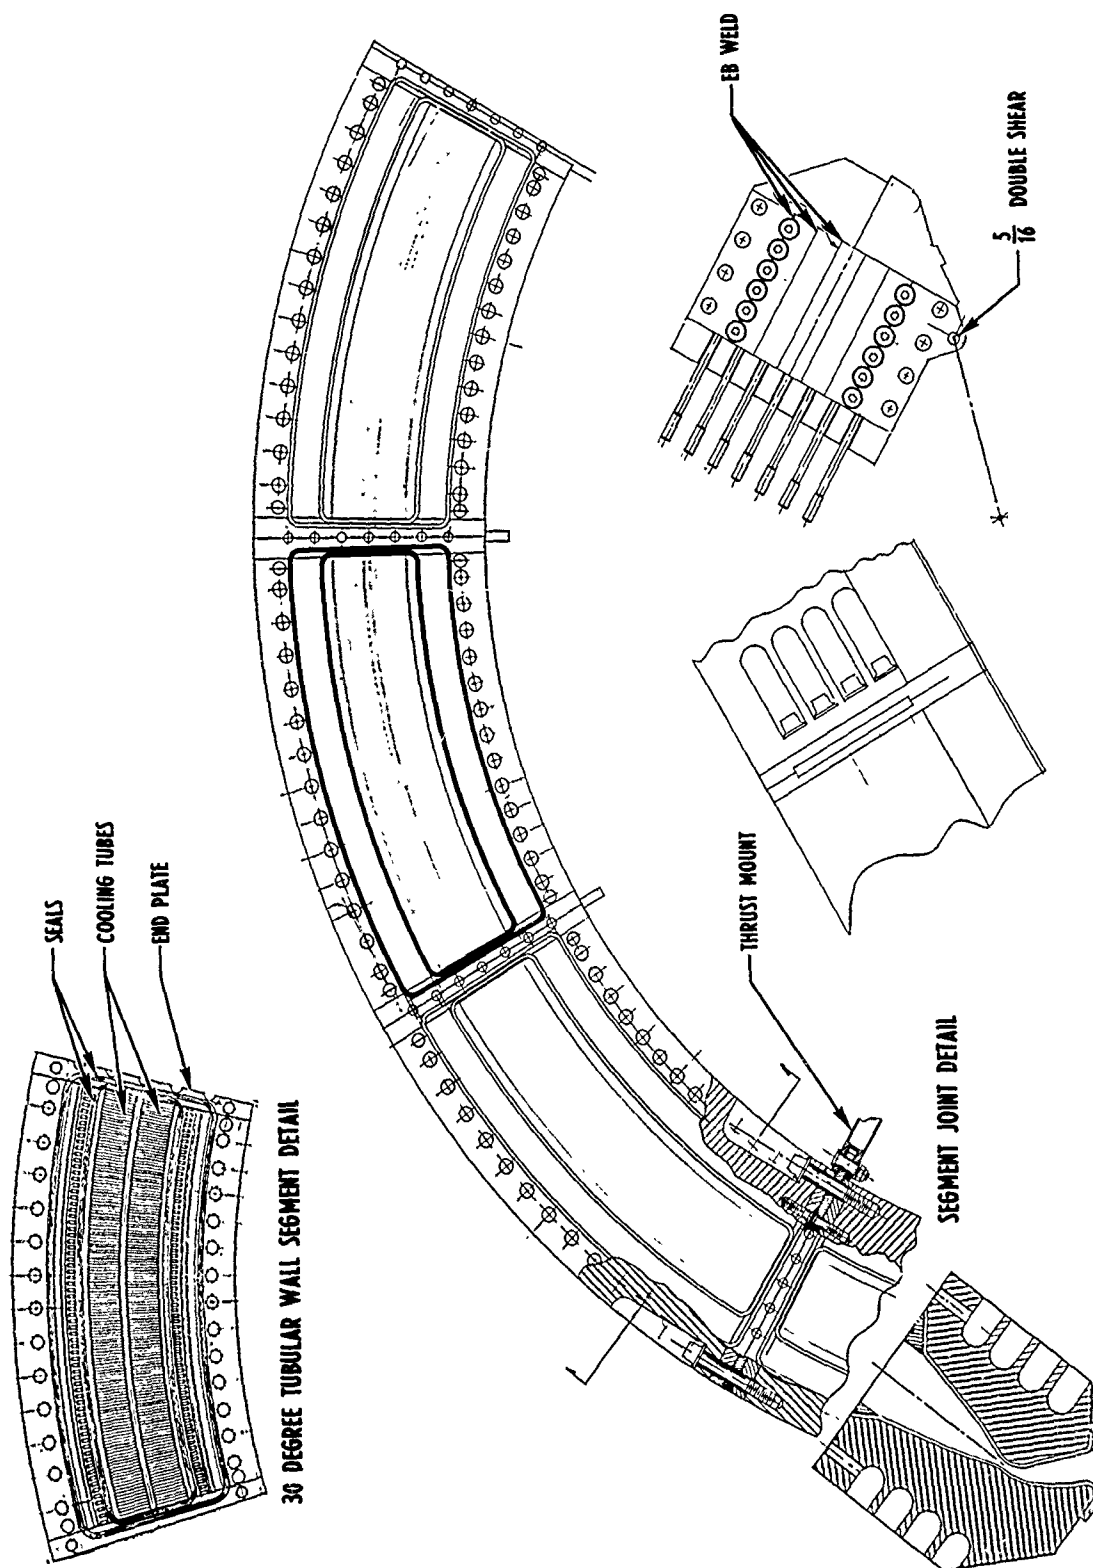 SEALS
COOLING TUBES
END PLATE
30 DEGREE TUBULAR WALL SEGMENT DETAIL
EB WELD
5/16 DOUBLE SHEAR
THRUST MOUNT
SEGMENT JOINT DETAIL